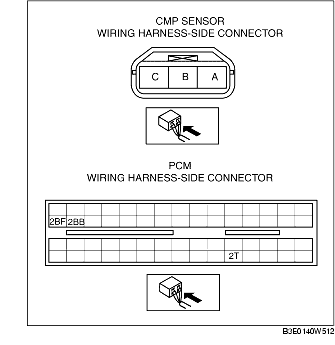 CMP SENSOR
WIRING HARNESS-SIDE CONNECTOR
C B A
PCM
WIRING HARNESS-SIDE CONNECTOR
2BF 2BB
2T
B3E0140W512